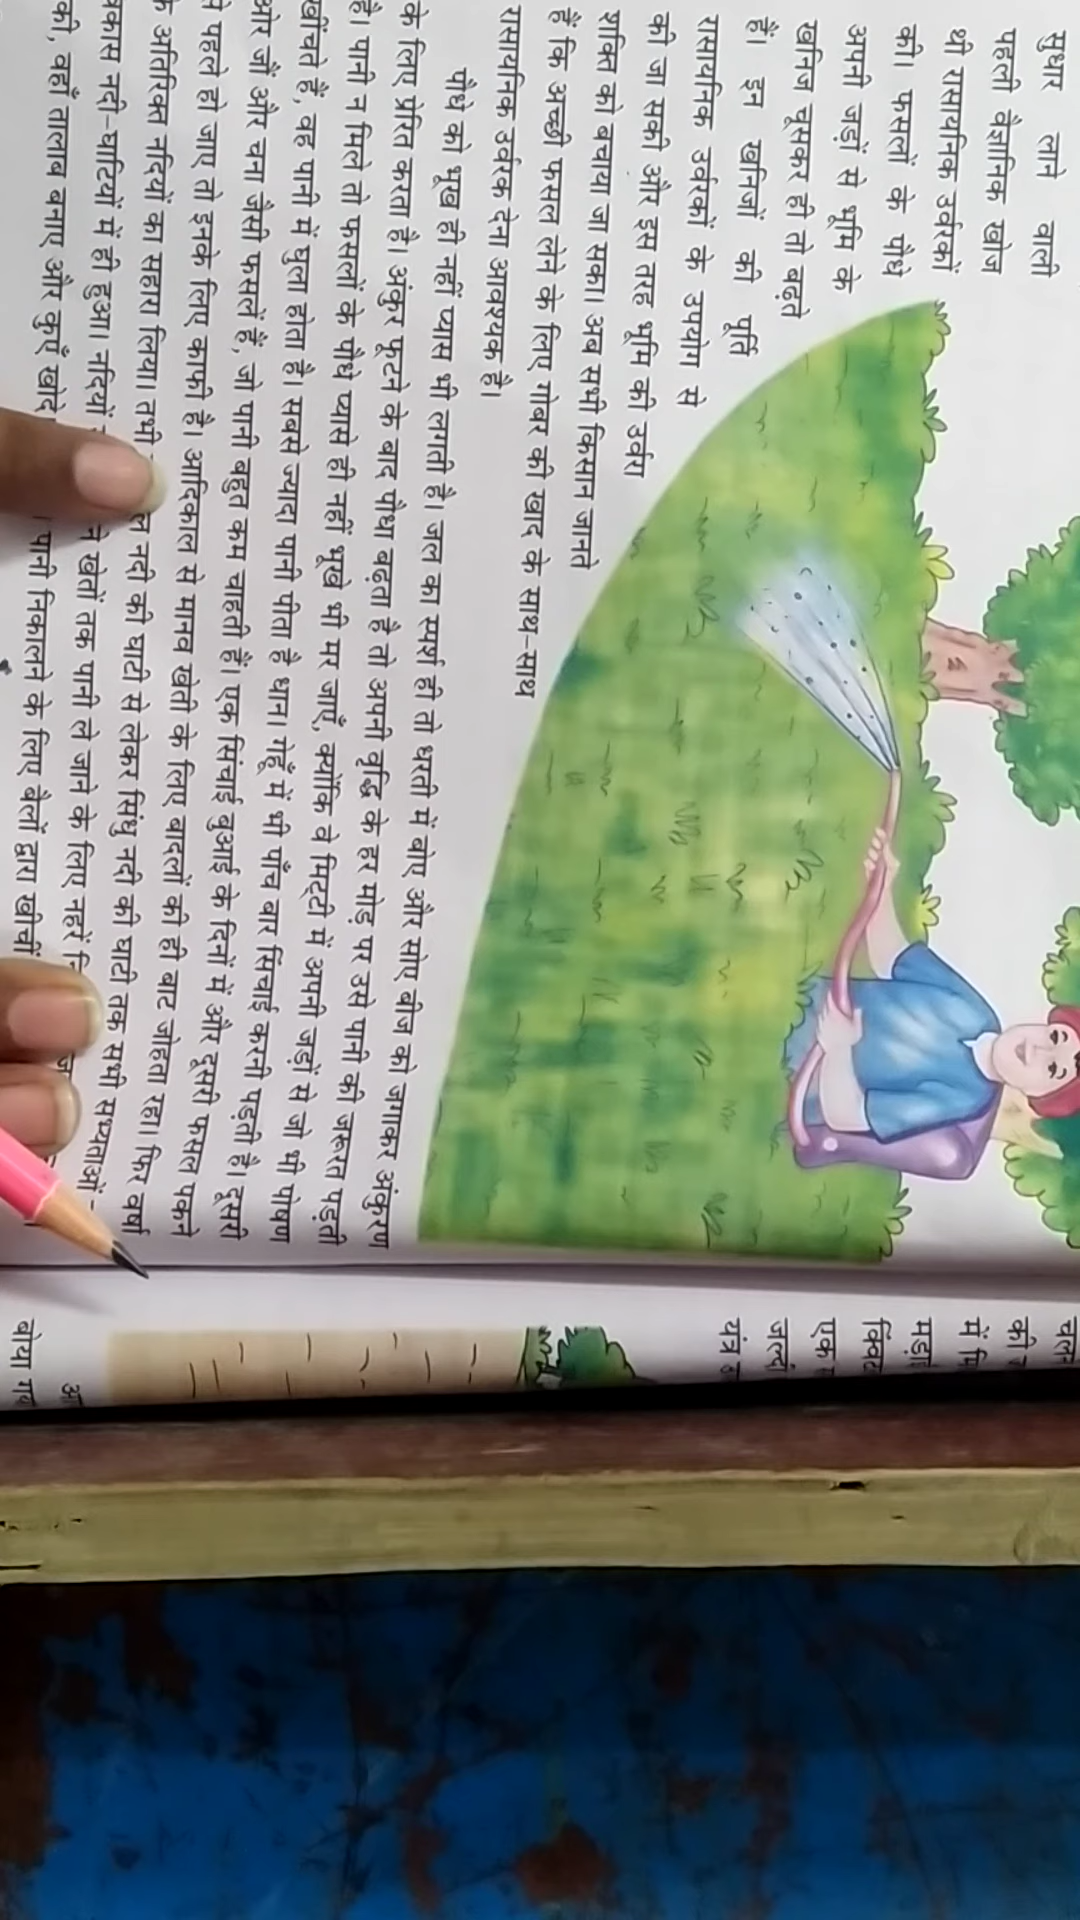 सुधार लाने वाली
पहली वैज्ञानिक खोज
थी रासायनिक उर्वरकों
की। फसलों के पौधे
अपनी जड़ों से भूमि के
खनिज चूसकर ही तो बढ़ते
हैं। इन खनिजों की पूर्ति
रासायनिक उर्वरकों के उपयोग से
की जा सकी और इस तरह भूमि की उर्वरा
शक्ति को बचाया जा सका। अब सभी किसान जानते
हैं कि अच्छी फसल लेने के लिए गोबर की खाद के साथ-साथ
रासायनिक उर्वरक देना आवश्यक है।
पौधे को भूख ही नहीं प्यास भी लगती है। जल का स्पर्श ही तो धरती में बोए और सोए बीज को जगाकर अंकुरण
के लिए प्रेरित करता है। अंकुर फूटने के बाद पौधा बढ़ता है तो अपनी वृद्धि के हर मोड़ पर उसे पानी की जरूरत पड़ती
है। पानी न मिले तो फसलों के पौधे प्यासे ही नहीं भूखे भी मर जाएँ, क्योंकि वे मिट्टी में अपनी जड़ों से जो भी पोषण
खींचते हैं, वह पानी में घुला होता है। सबसे ज्यादा पानी पीता है धान। गेहूँ में भी पाँच बार सिंचाई करनी पड़ती है। दूसरी
ओर जौ और चना जैसी फसलें हैं, जो पानी बहुत कम चाहती हैं। एक सिंचाई बुआई के दिनों में और दूसरी फसल पकने
से पहले हो जाए तो इनके लिए काफी है। आदिकाल से मानव खेती के लिए बादलों की ही बाट जोहता रहा। फिर वर्षा
के अतिरिक्त नदियों का सहारा लिया। तभी नदी की घाटी से लेकर सिंधु नदी की घाटी तक सभी सभ्यताओं
विकास नदी-घाटियों में ही हुआ। नदियों खेतों तक पानी ले जाने के लिए नहरें
की, वहाँ तालाब बनाए और कुएँ खोदे पानी निकालने के लिए बैलों द्वारा खींची
यंत्र
जल्दी
एक
में
की
बोया